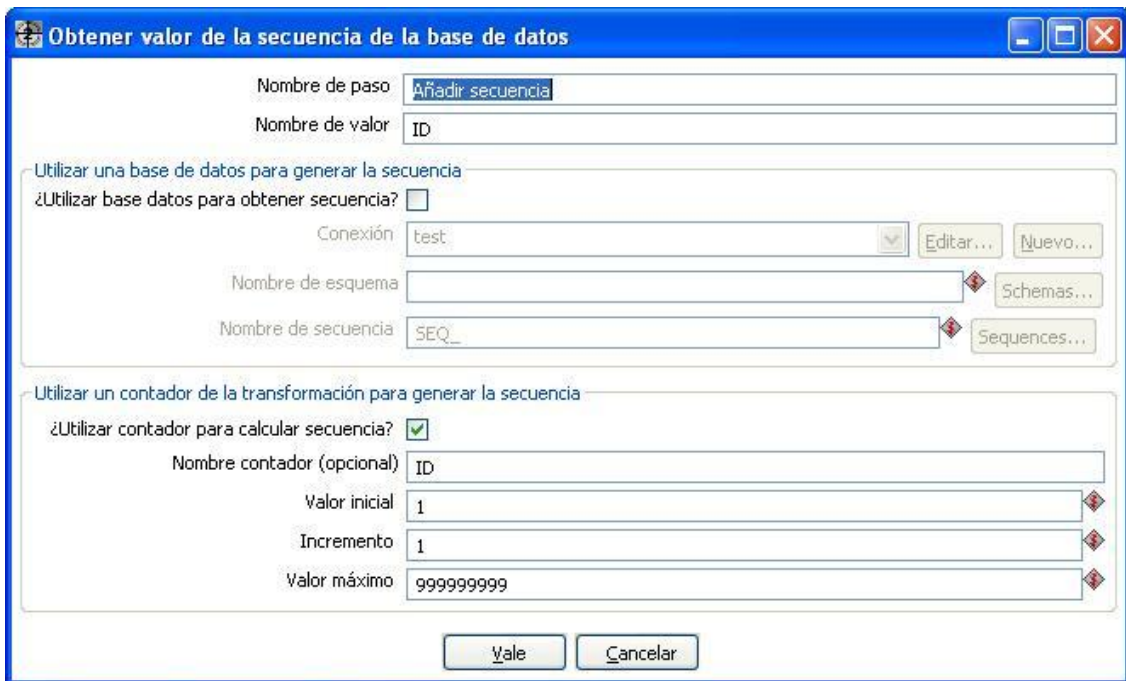 Obtener valor de la secuencia de la base de datos
Nombre de paso Añadir secuencia
Nombre de valor ID
Utilizar una base de datos para generar la secuencia
¿Utilizar base datos para obtener secuencia?
Conexión test Editar... Nuevo...
Nombre de esquema Schemas...
Nombre de secuencia SEQ_ Sequences...
Utilizar un contador de la transformación para generar la secuencia
¿Utilizar contador para calcular secuencia?
Nombre contador (opcional) ID
Valor inicial 1
Incremento 1
Valor máximo 999999999
Vale Cancelar